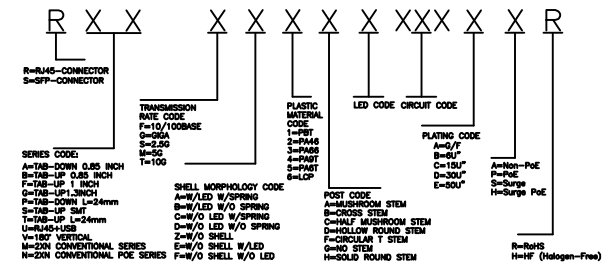 R X X X X X X X XXX X X R
R=RJ45-CONNECTOR
S=SFP-CONNECTOR
SERIES CODE:
A=TAB-DOWN 0.85 INCH
B=TAB-UP 0.85 INCH
F=TAB-UP 1 INCH
G=TAB-UP1.3INCH
P=TAB-DOWN L=24mm
S=TAB-UP SMT
T=TAB-UP L=24mm
U=RJ45+USB
V=180° VERTICAL
M=2XN CONVENTIONAL SERIES
N=2XN CONVENTIONAL POE SERIES
TRANSMISSION
RATE CODE
F=10/100BASE
G=GIGA
S=2.5G
M=5G
T=10G
SHELL MORPHOLOGY CODE
A=W/LED W/SPRING
B=W/LED W/O SPRING
C=W/O LED W/SPRING
D=W/O LED W/O SPRING
Z=W/O SHELL
E=W/O SHELL W/LED
F=W/O SHELL W/O LED
PLASTIC
MATERIAL
CODE
1=PBT
2=PA46
3=PA66
4=PA9T
5=PA6T
6=LCP
POST CODE
A=MUSHROOM STEM
B=CROSS STEM
C=HALF MUSHROOM STEM
D=HOLLOW ROUND STEM
F=CIRCULAR T STEM
G=NO STEM
H=SOLID ROUND STEM
LED CODE
CIRCUIT CODE
PLATING CODE
A=G/F
B=6U"
C=15U"
D=30U"
E=50U"
A=Non-PoE
P=PoE
S=Surge
H=Surge PoE
R=RoHS
H=HF (Halogen-Free)